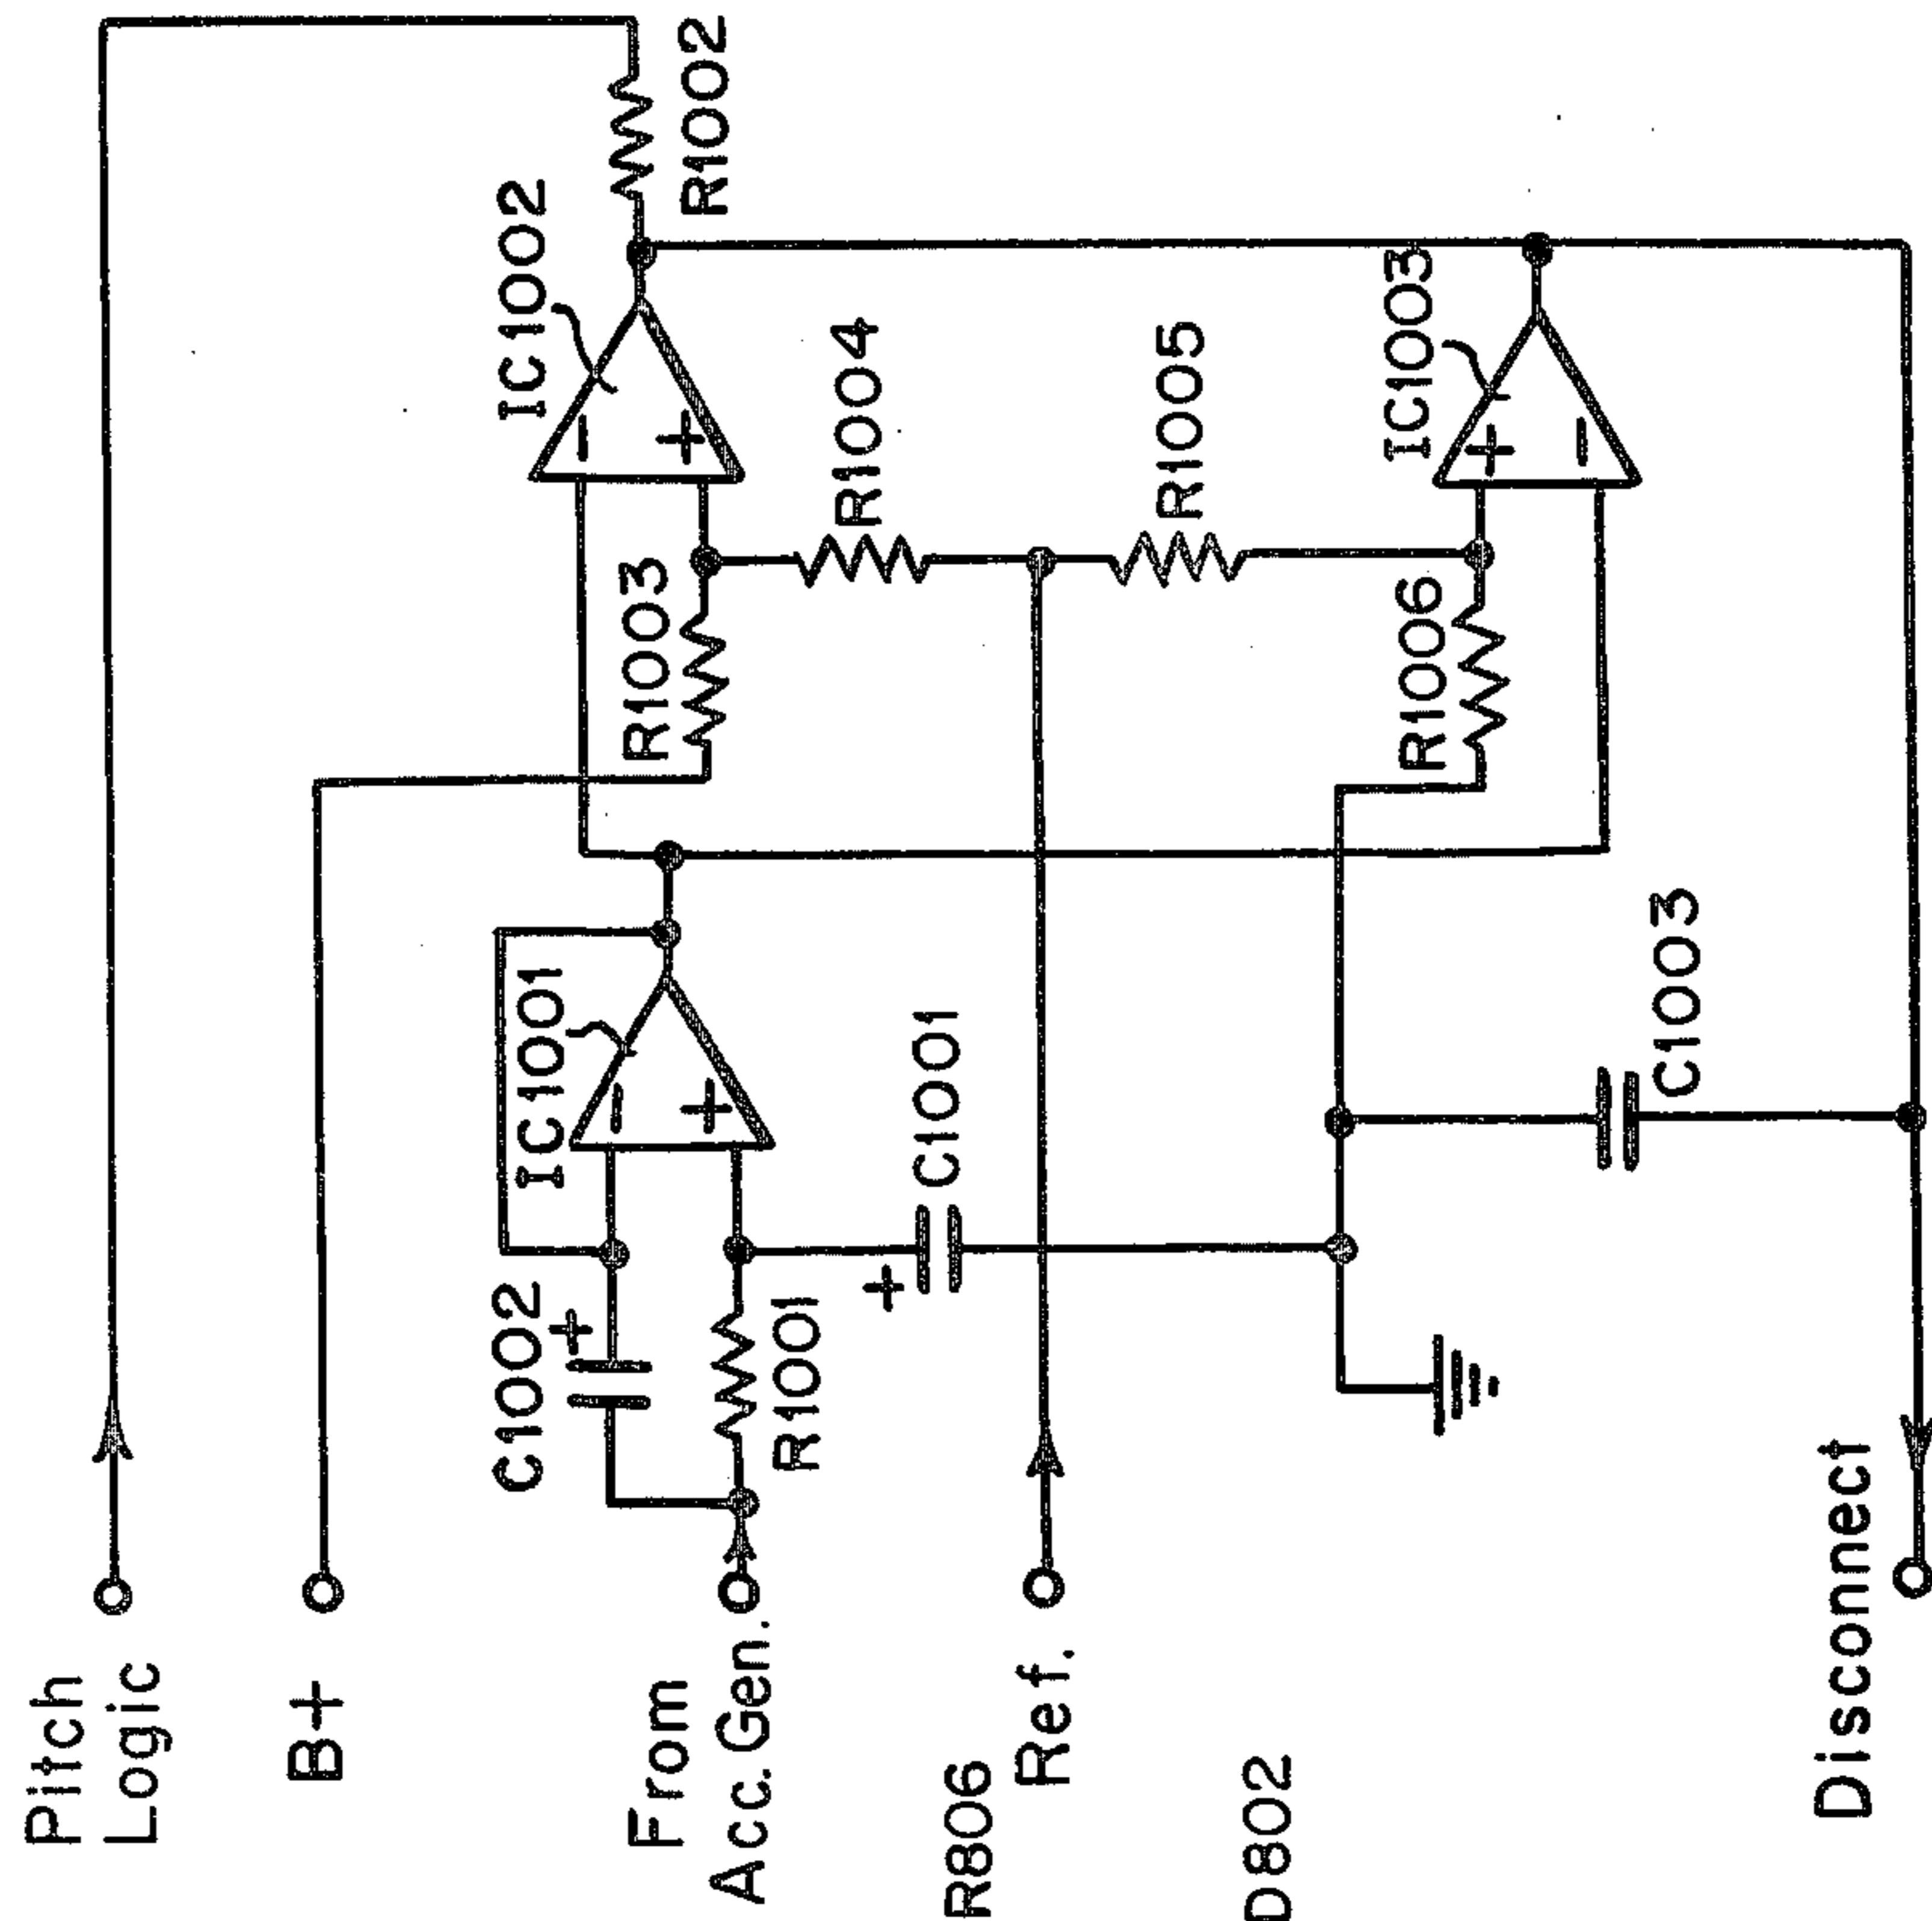 Pitch
Logic
B+
From
Acc. Gen.
R806
Ref.
D802
Disconnect
C1002
+
R1001
IC1001
−
+
+
C1001
C1003
R1003
R1006
IC1002
−
+
R1004
R1005
IC1003
+
−
R1002